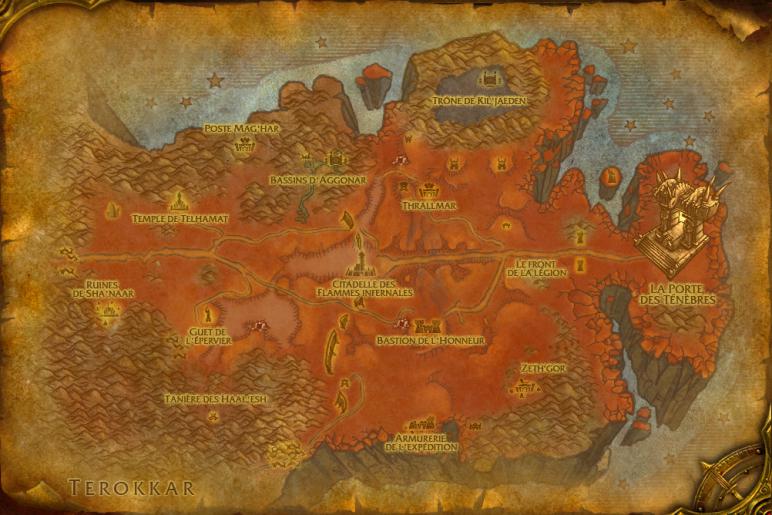 TRÔNE DE KIL'JAEDEN
POSTE MAG'HAR
BASSINS D'AGGONAR
THRALLMAR
TEMPLE DE TELHAMAT
LE FRONT
DE LA LÉGION
CITADELLE DES
FLAMMES INFERNALES
LA PORTE
DES TÉNÈBRES
RUINES
DE SHA'NAAR
GUET DE
L'ÉPERVIER
BASTION DE L'HONNEUR
ZETH'GOR
TANIÈRE DES HAAL'ESH
ARMURERIE
DE L'EXPÉDITION
TEROKKAR